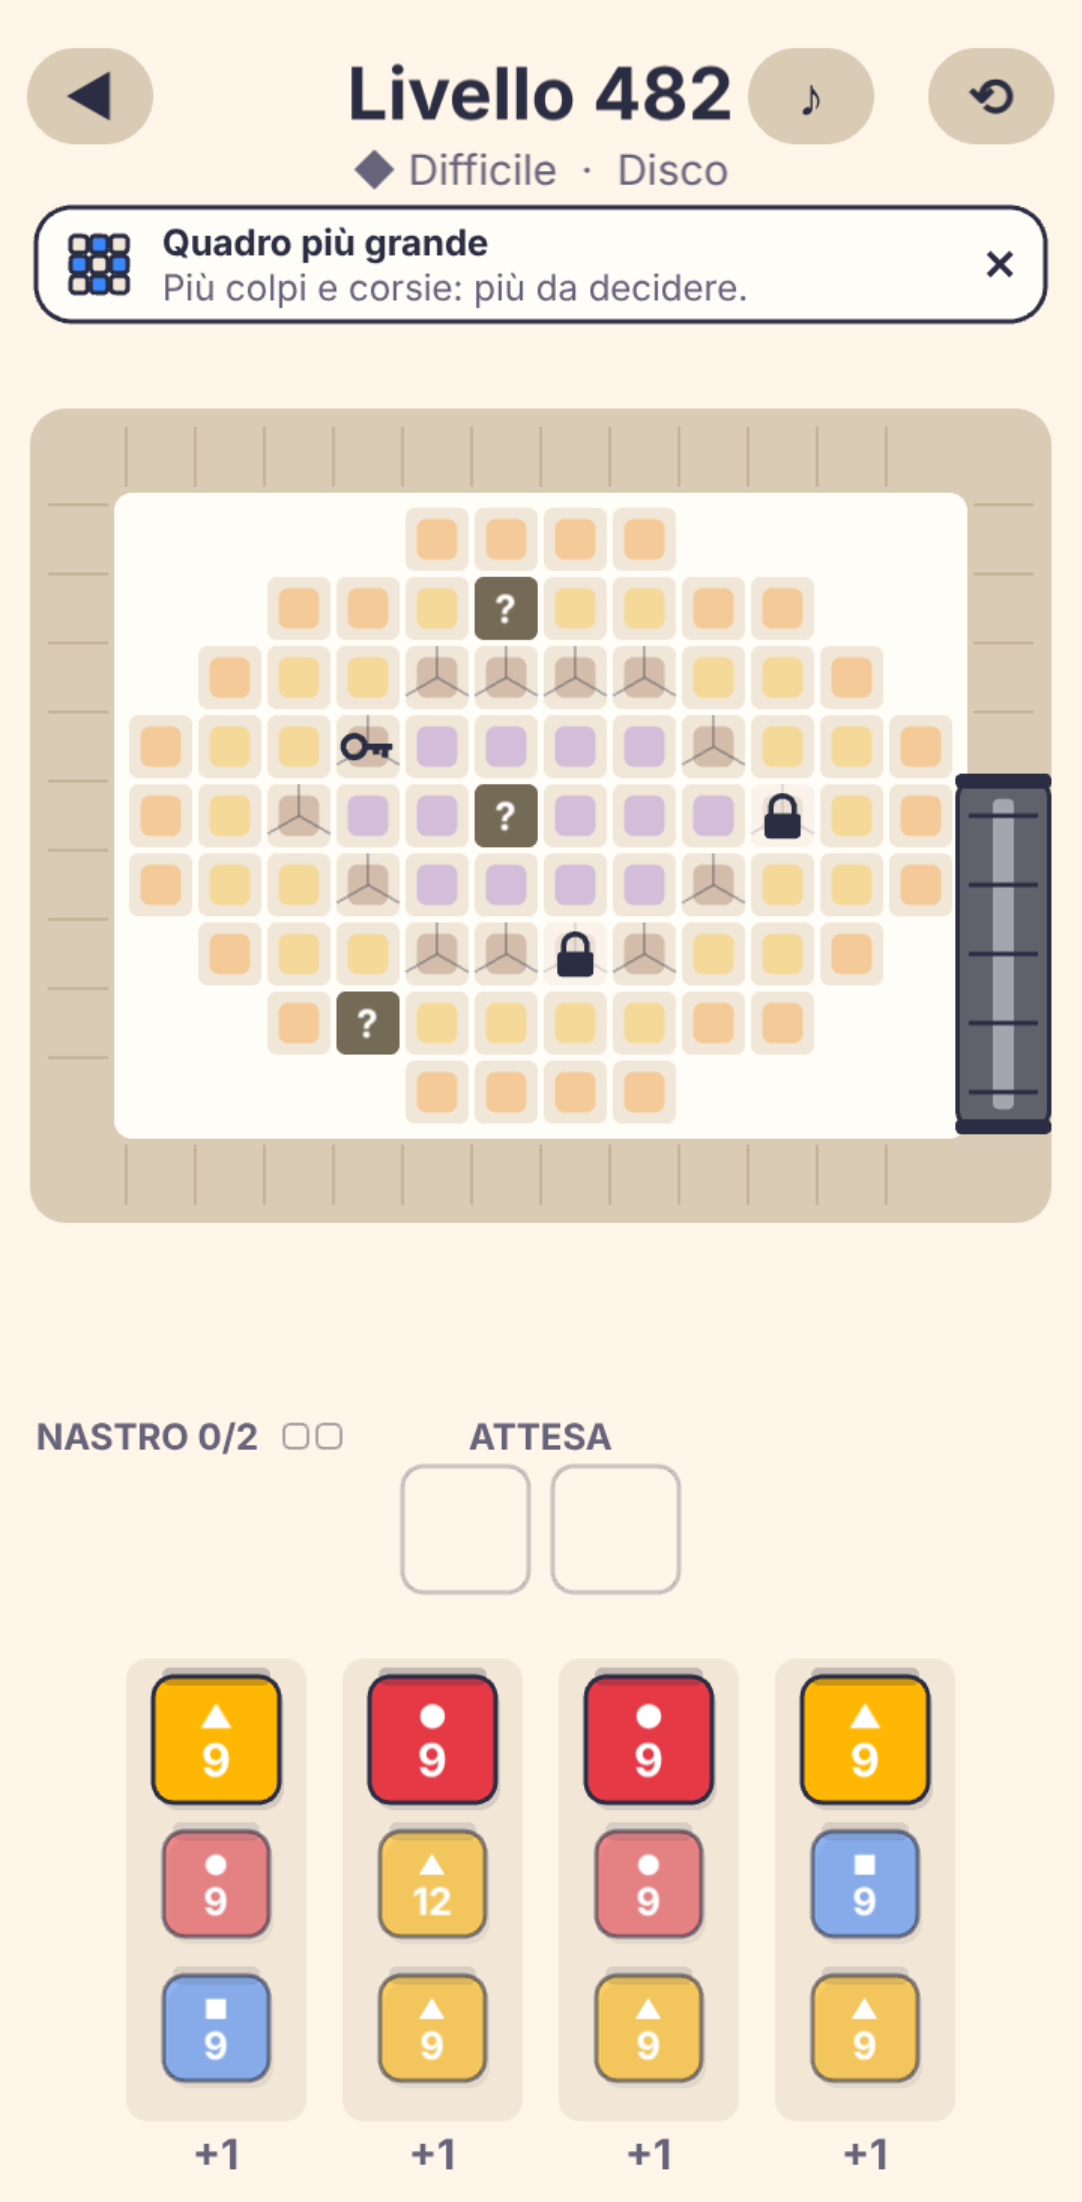 Livello 482
Difficile · Disco
Quadro più grande
Più colpi e corsie: più da decidere.
?
?
?
NASTRO 0/2
ATTESA
9 9 9 9
9 12 9 9
9 9 9 9
+1 +1 +1 +1